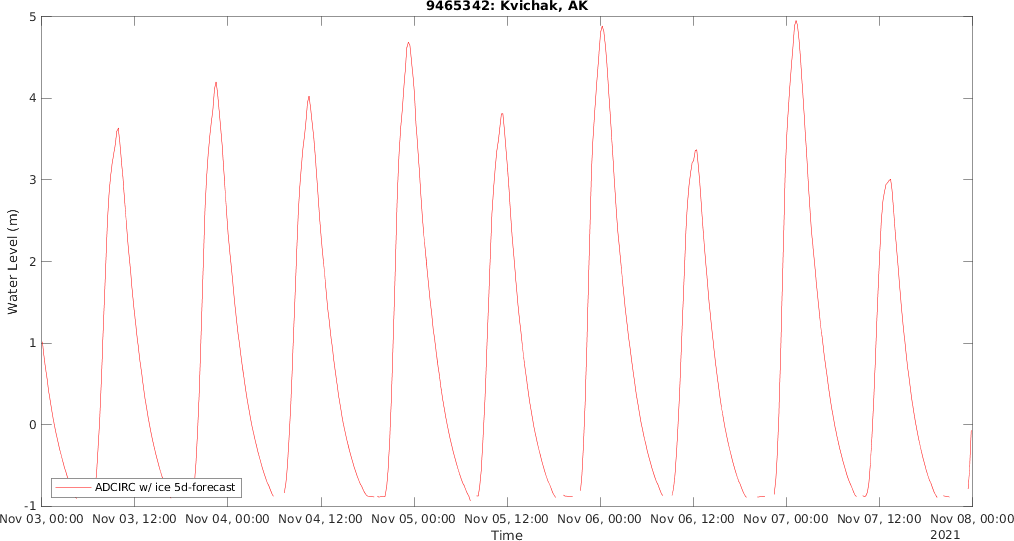 9465342: Kvichak, AK
5
4
3
2
1
0
-1
Water Level (m)
ADCIRC w/ ice 5d-forecast
Nov 03, 00:00 Nov 03, 12:00 Nov 04, 00:00 Nov 04, 12:00 Nov 05, 00:00 Nov 05, 12:00 Nov 06, 00:00 Nov 06, 12:00 Nov 07, 00:00 Nov 07, 12:00 Nov 08, 00:00
Time
2021